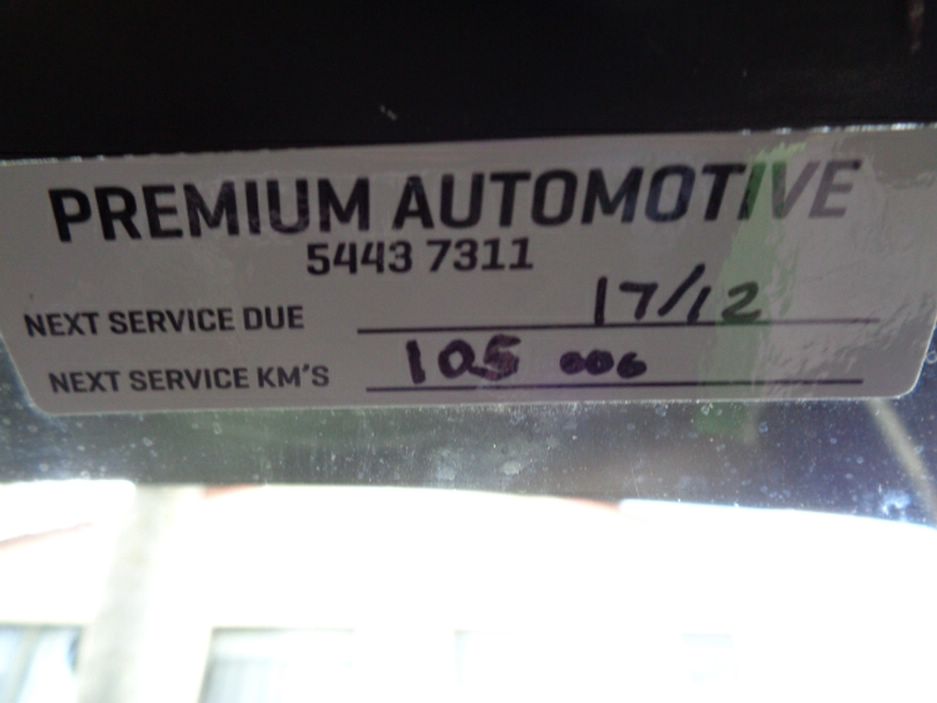 PREMIUM AUTOMOTIVE
5443 7311
NEXT SERVICE DUE 17/12
NEXT SERVICE KM'S 105 006